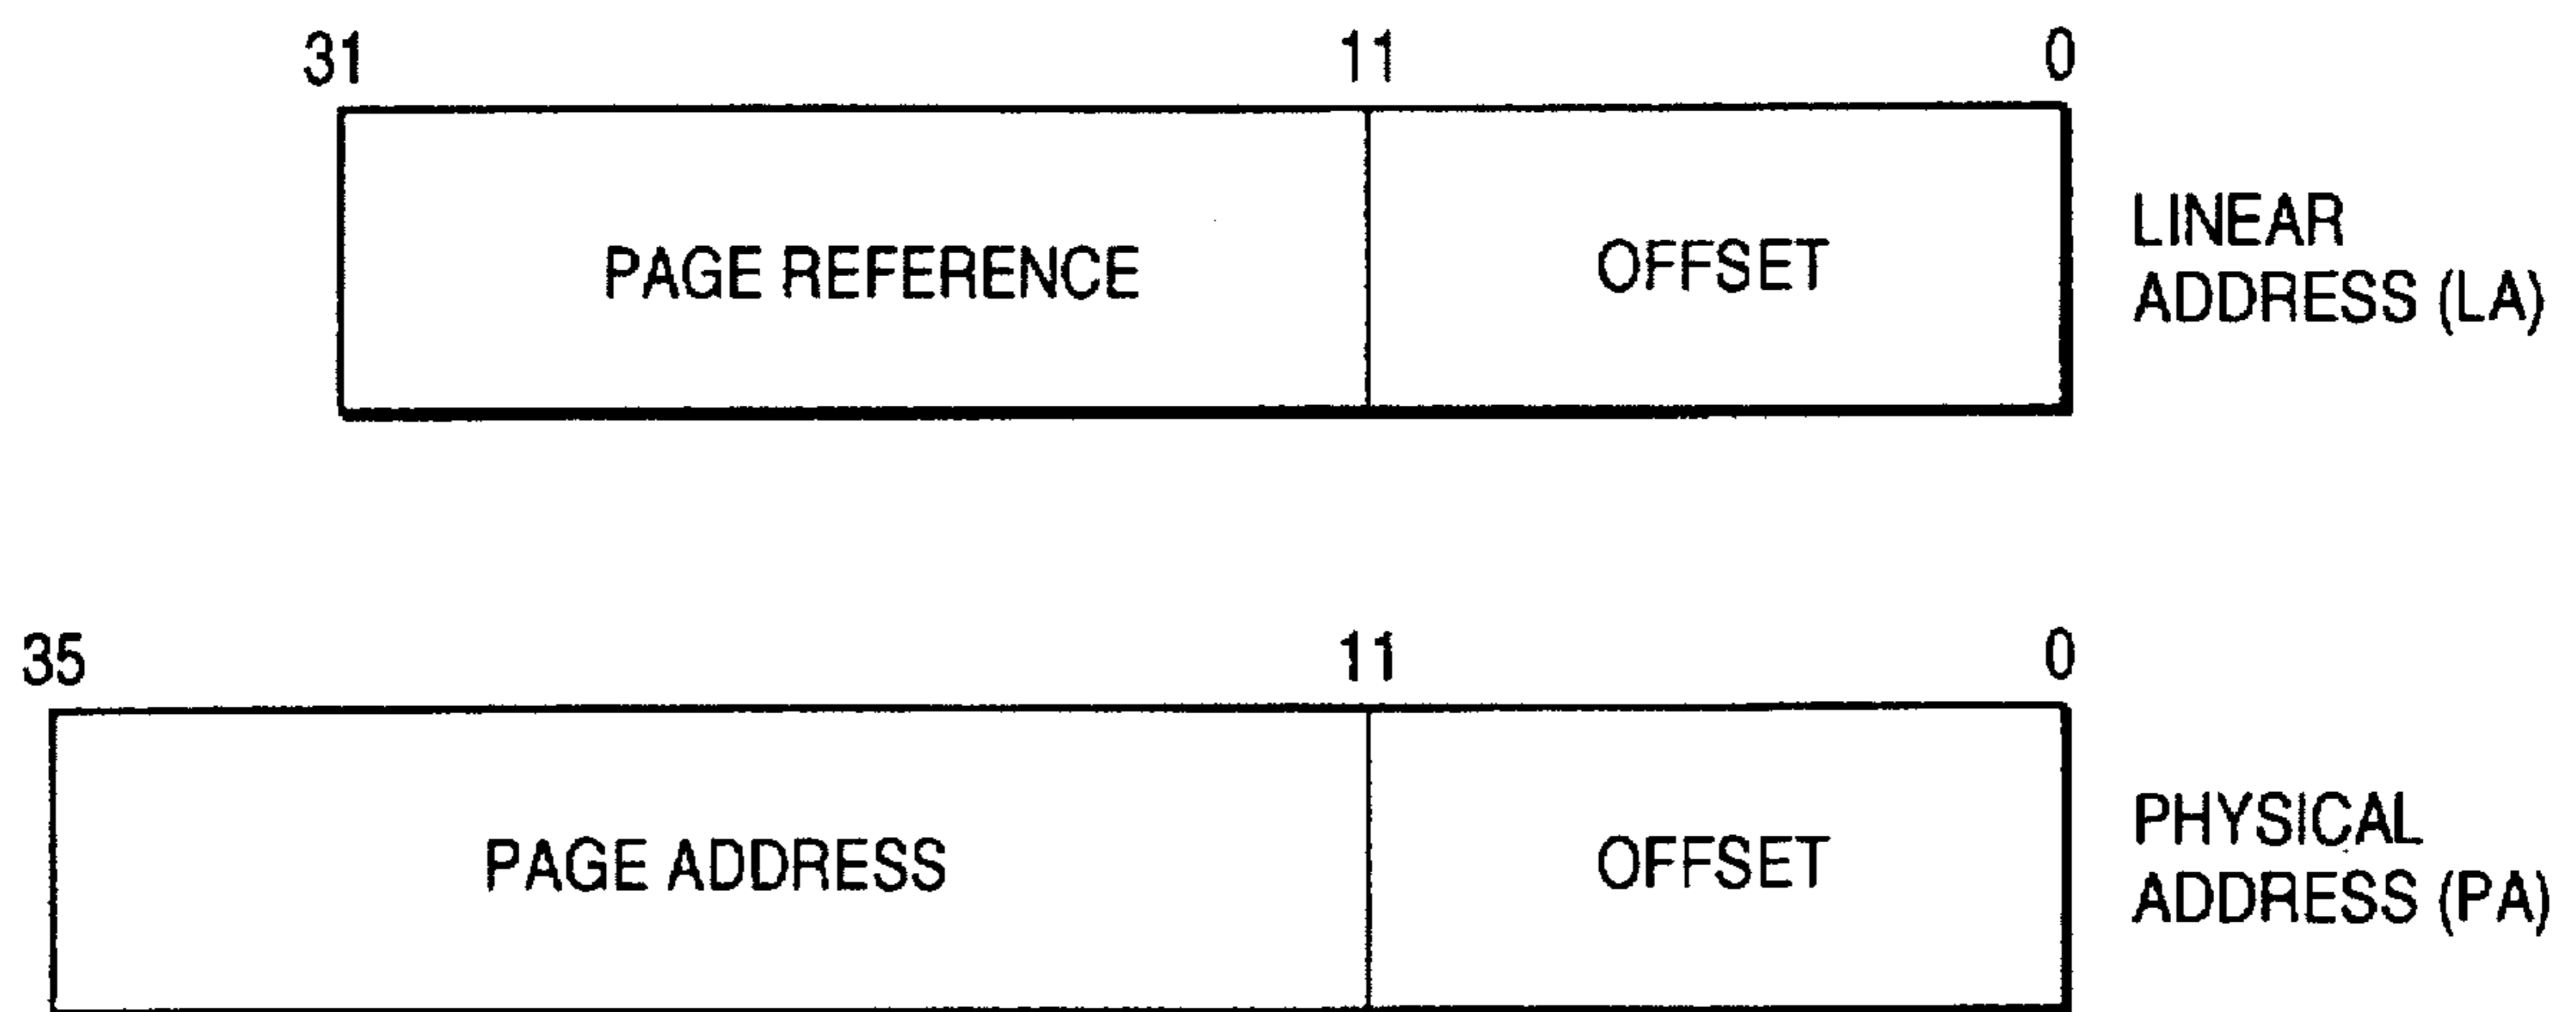 31 11 0
PAGE REFERENCE OFFSET
LINEAR
ADDRESS (LA)
35 11 0
PAGE ADDRESS OFFSET
PHYSICAL
ADDRESS (PA)